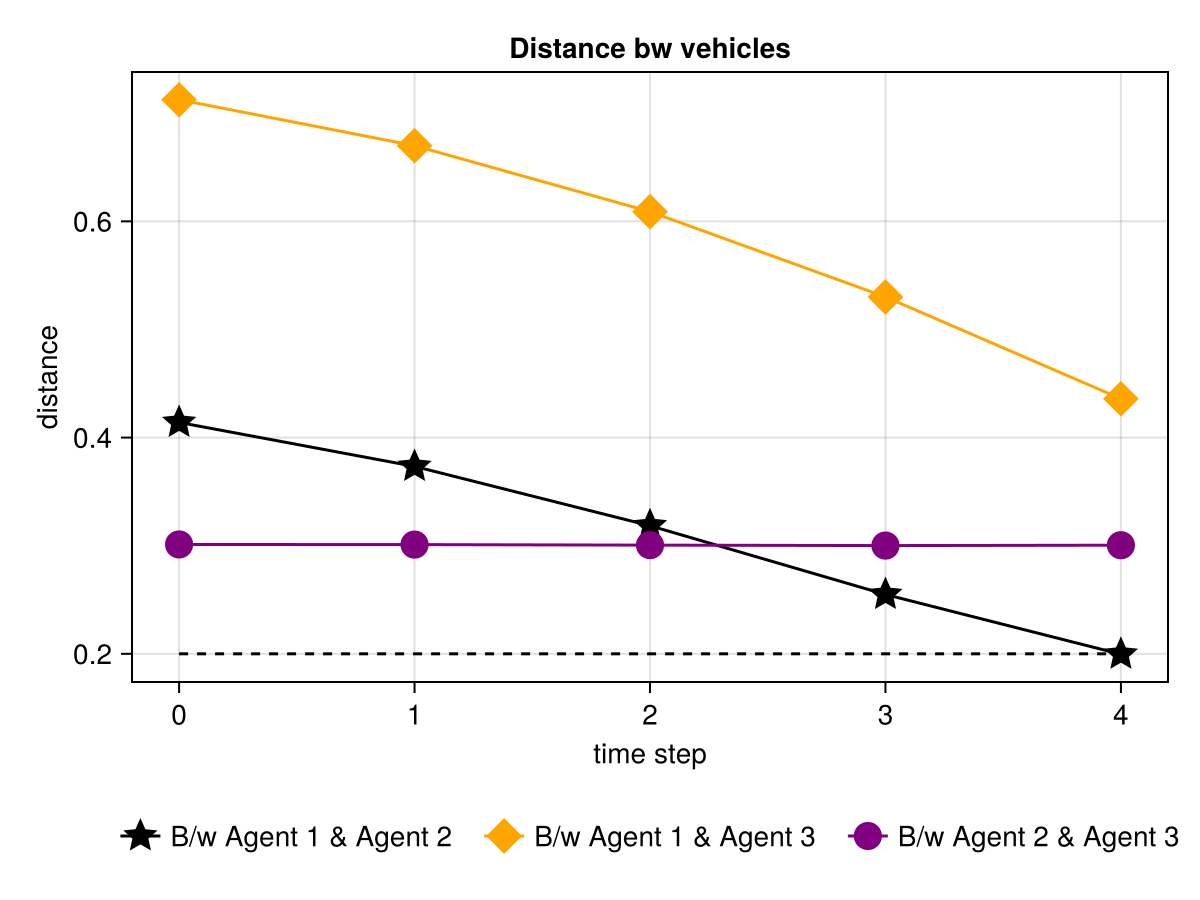 Distance bw vehicles
distance
0.6
0.4
0.2
0 1 2 3 4
time step
B/w Agent 1 & Agent 2 B/w Agent 1 & Agent 3 B/w Agent 2 & Agent 3